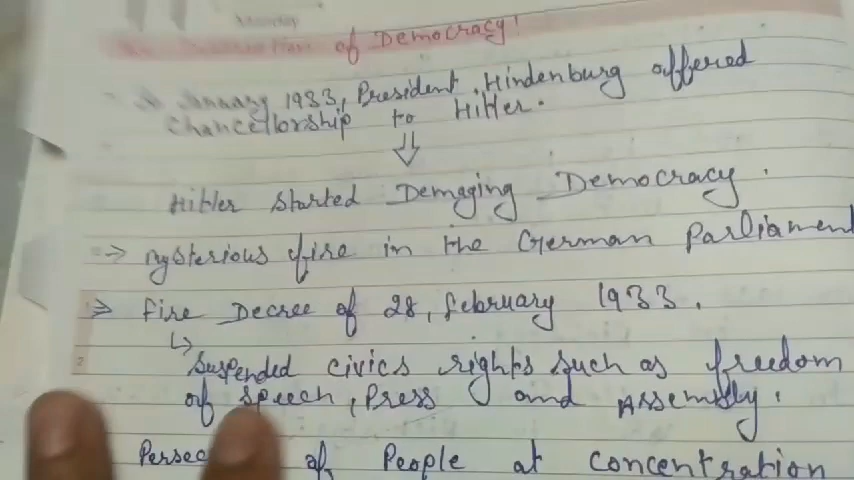 Monday
of Democracy!
January 1933, President Hindenburg offered
Chancellorship to Hitler.
Hitler started Demaging Democracy.
⇒ mysterious fire in the German Parliament
⇒ Fire Decree of 28, february 1933.
↳ suspended civics rights such as freedom
of speech, Press and Assembly.
of People at concentration